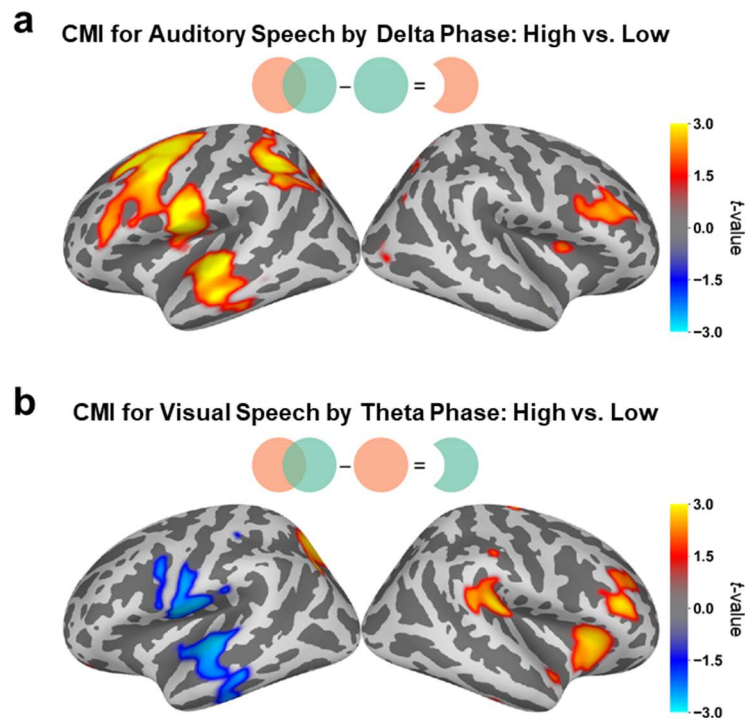 a
CMI for Auditory Speech by Delta Phase: High vs. Low
– =
3.0
1.5
0.0
−1.5
−3.0
t-value
b
CMI for Visual Speech by Theta Phase: High vs. Low
– =
3.0
1.5
0.0
−1.5
−3.0
t-value